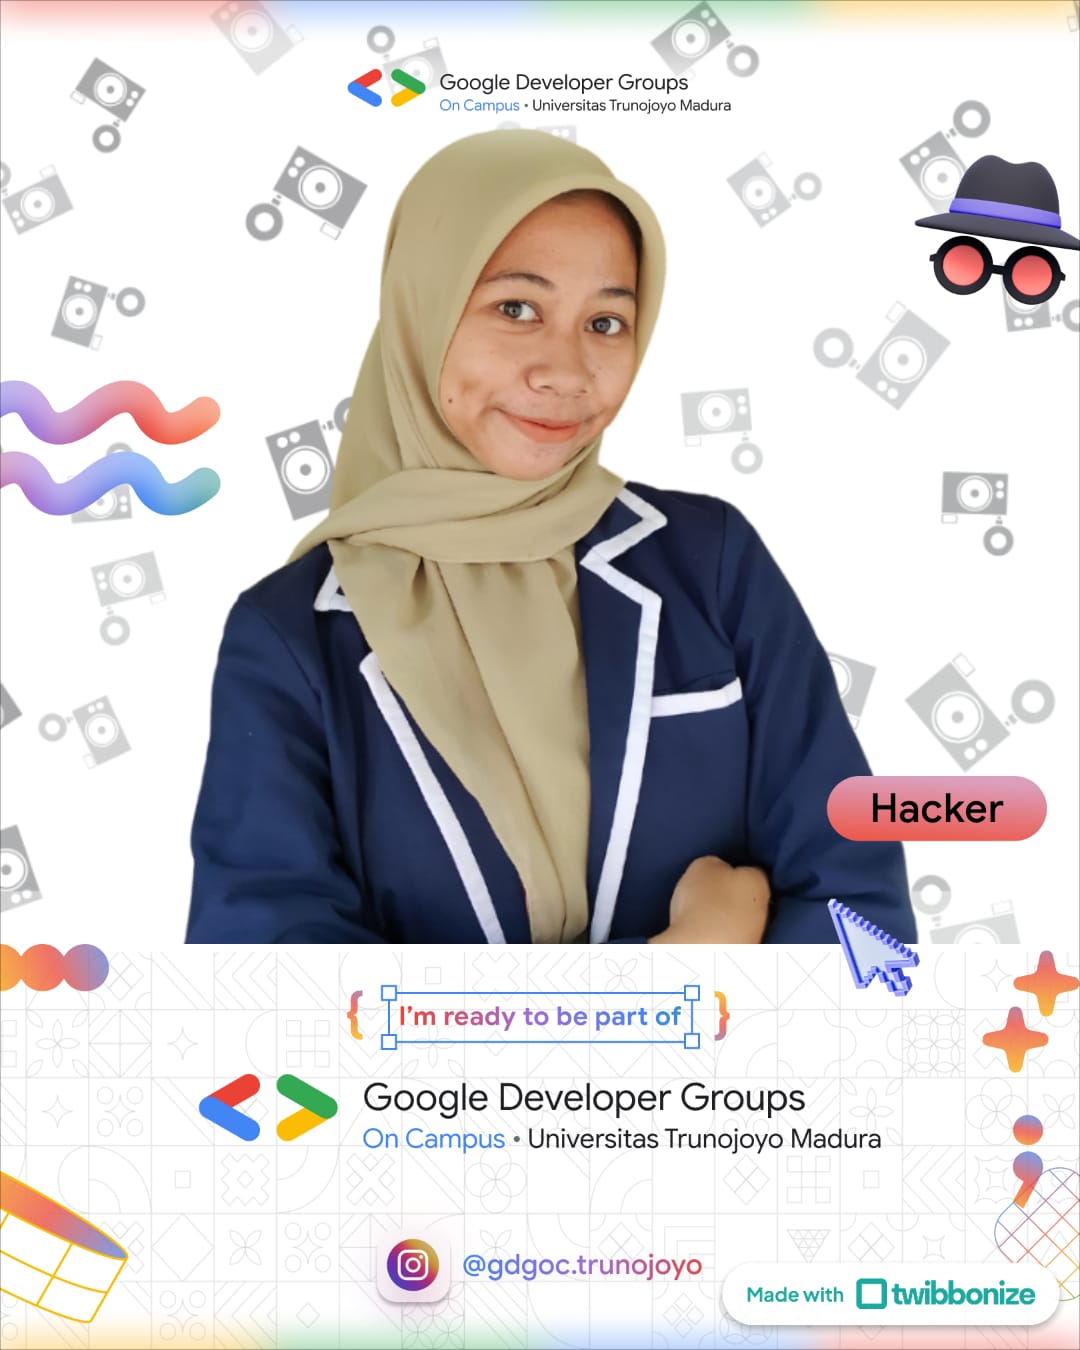 Google Developer Groups
On Campus • Universitas Trunojoyo Madura
Hacker
{ I'm ready to be part of }
Google Developer Groups
On Campus • Universitas Trunojoyo Madura
@gdgoc.trunojoyo
Made with twibbonize